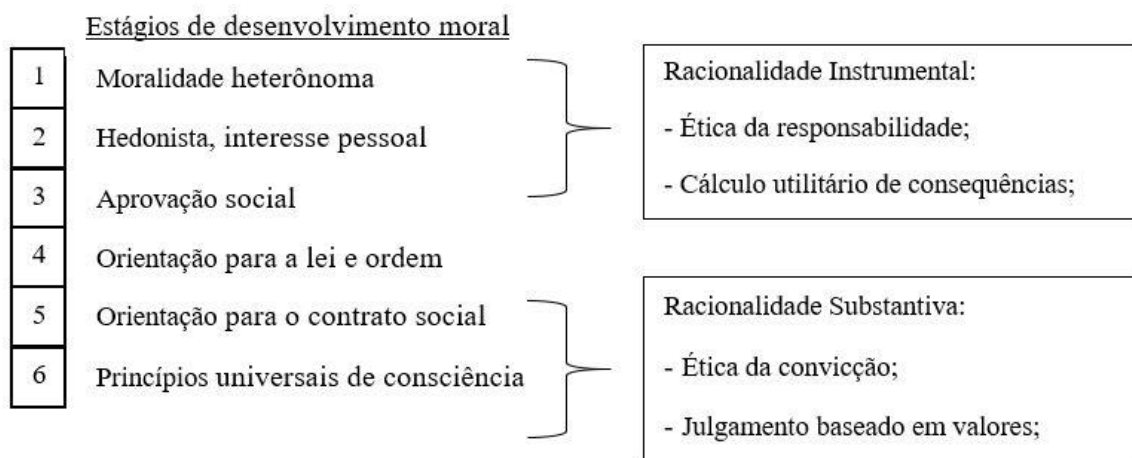 Estágios de desenvolvimento moral
1 Moralidade heterônoma
2 Hedonista, interesse pessoal
3 Aprovação social
4 Orientação para a lei e ordem
5 Orientação para o contrato social
6 Princípios universais de consciência
Racionalidade Instrumental:
- Ética da responsabilidade;
- Cálculo utilitário de consequências;
Racionalidade Substantiva:
- Ética da convicção;
- Julgamento baseado em valores;